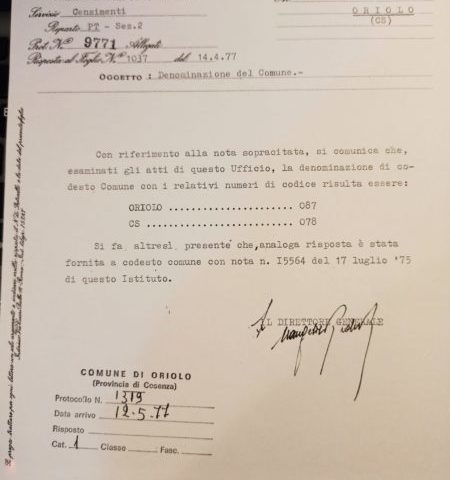 Servizio Censimenti
Reparto PT - Sez.2
Prot. N.º 9771 Allegati
Risposta al Foglio N.º 1037 del 14.4.77
ORIOLO
(CS)
OGGETTO : Denominazione del Comune.-
Con riferimento alla nota sopracitata, si comunica che,
esaminati gli atti di questo Ufficio, la denominazione di co-
desto Comune con i relativi numeri di codice risulta essere:
ORIOLO .................... 087
CS ........................ 078
Si fa altresì presente che,analoga risposta è stata
fornita a codesto comune con nota n. I5564 del 17 luglio '75
di questo Istituto.
IL DIRETTORE GENERALE
COMUNE DI ORIOLO
(Provincia di Cosenza)
Protocollo N. 1319
Data arrivo 12.5.77
Risposto
Cat. 1 Classe Fasc.